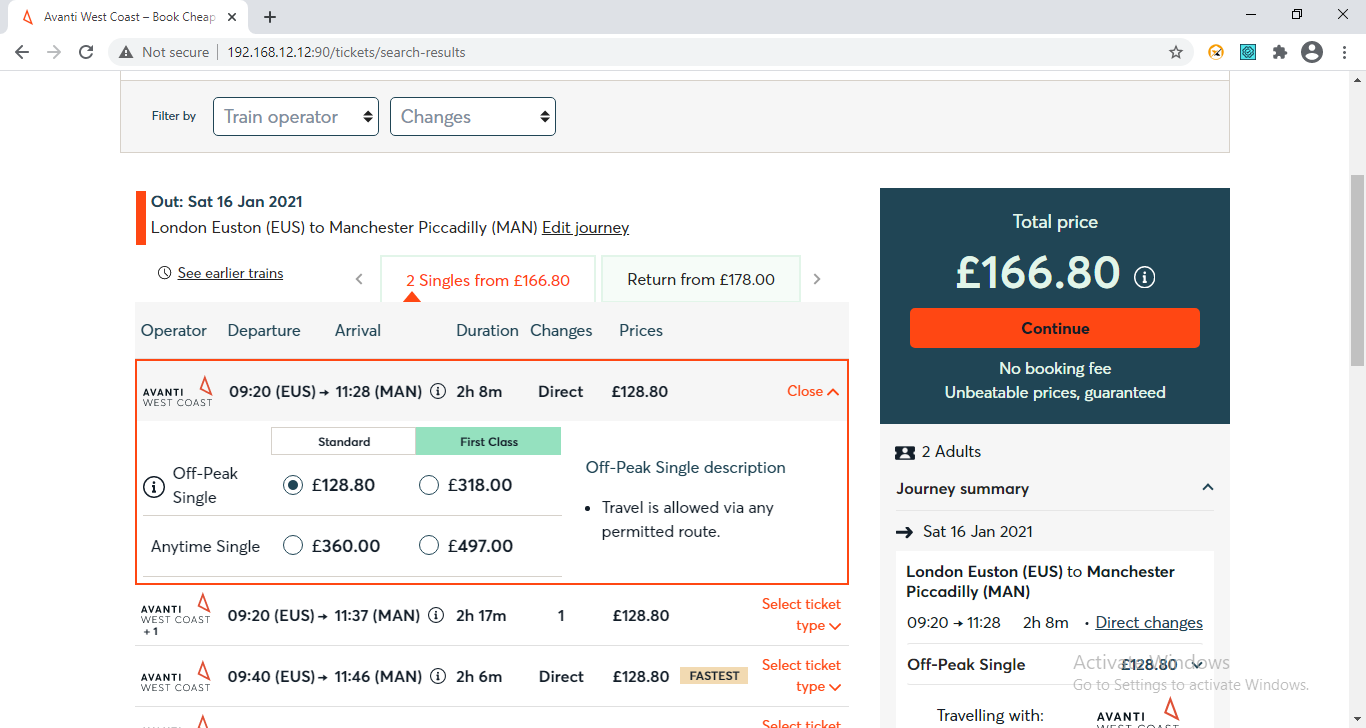 Avanti West Coast – Book Cheap
Not secure
192.168.12.12:90/tickets/search-results
Filter by
Train operator
Changes
Out: Sat 16 Jan 2021
London Euston (EUS) to Manchester Piccadilly (MAN) Edit journey
See earlier trains
2 Singles from £166.80
Return from £178.00
Operator Departure Arrival Duration Changes Prices
AVANTI
WEST COAST
09:20 (EUS) → 11:28 (MAN) 2h 8m Direct £128.80 Close
Standard First Class
Off-Peak
Single
£128.80 £318.00
Anytime Single £360.00 £497.00
Off-Peak Single description
• Travel is allowed via any
permitted route.
AVANTI
WEST COAST
+1
09:20 (EUS) → 11:37 (MAN) 2h 17m 1 £128.80
Select ticket
type
AVANTI
WEST COAST
09:40 (EUS) → 11:46 (MAN) 2h 6m Direct £128.80 FASTEST
Select ticket
type
Select ticket
Total price
£166.80
Continue
No booking fee
Unbeatable prices, guaranteed
2 Adults
Journey summary
→ Sat 16 Jan 2021
London Euston (EUS) to Manchester
Piccadilly (MAN)
09:20 → 11:28 2h 8m • Direct changes
Off-Peak Single £128.80
Activate Windows
Go to Settings to activate Windows.
Travelling with:
AVANTI
WEST COAST